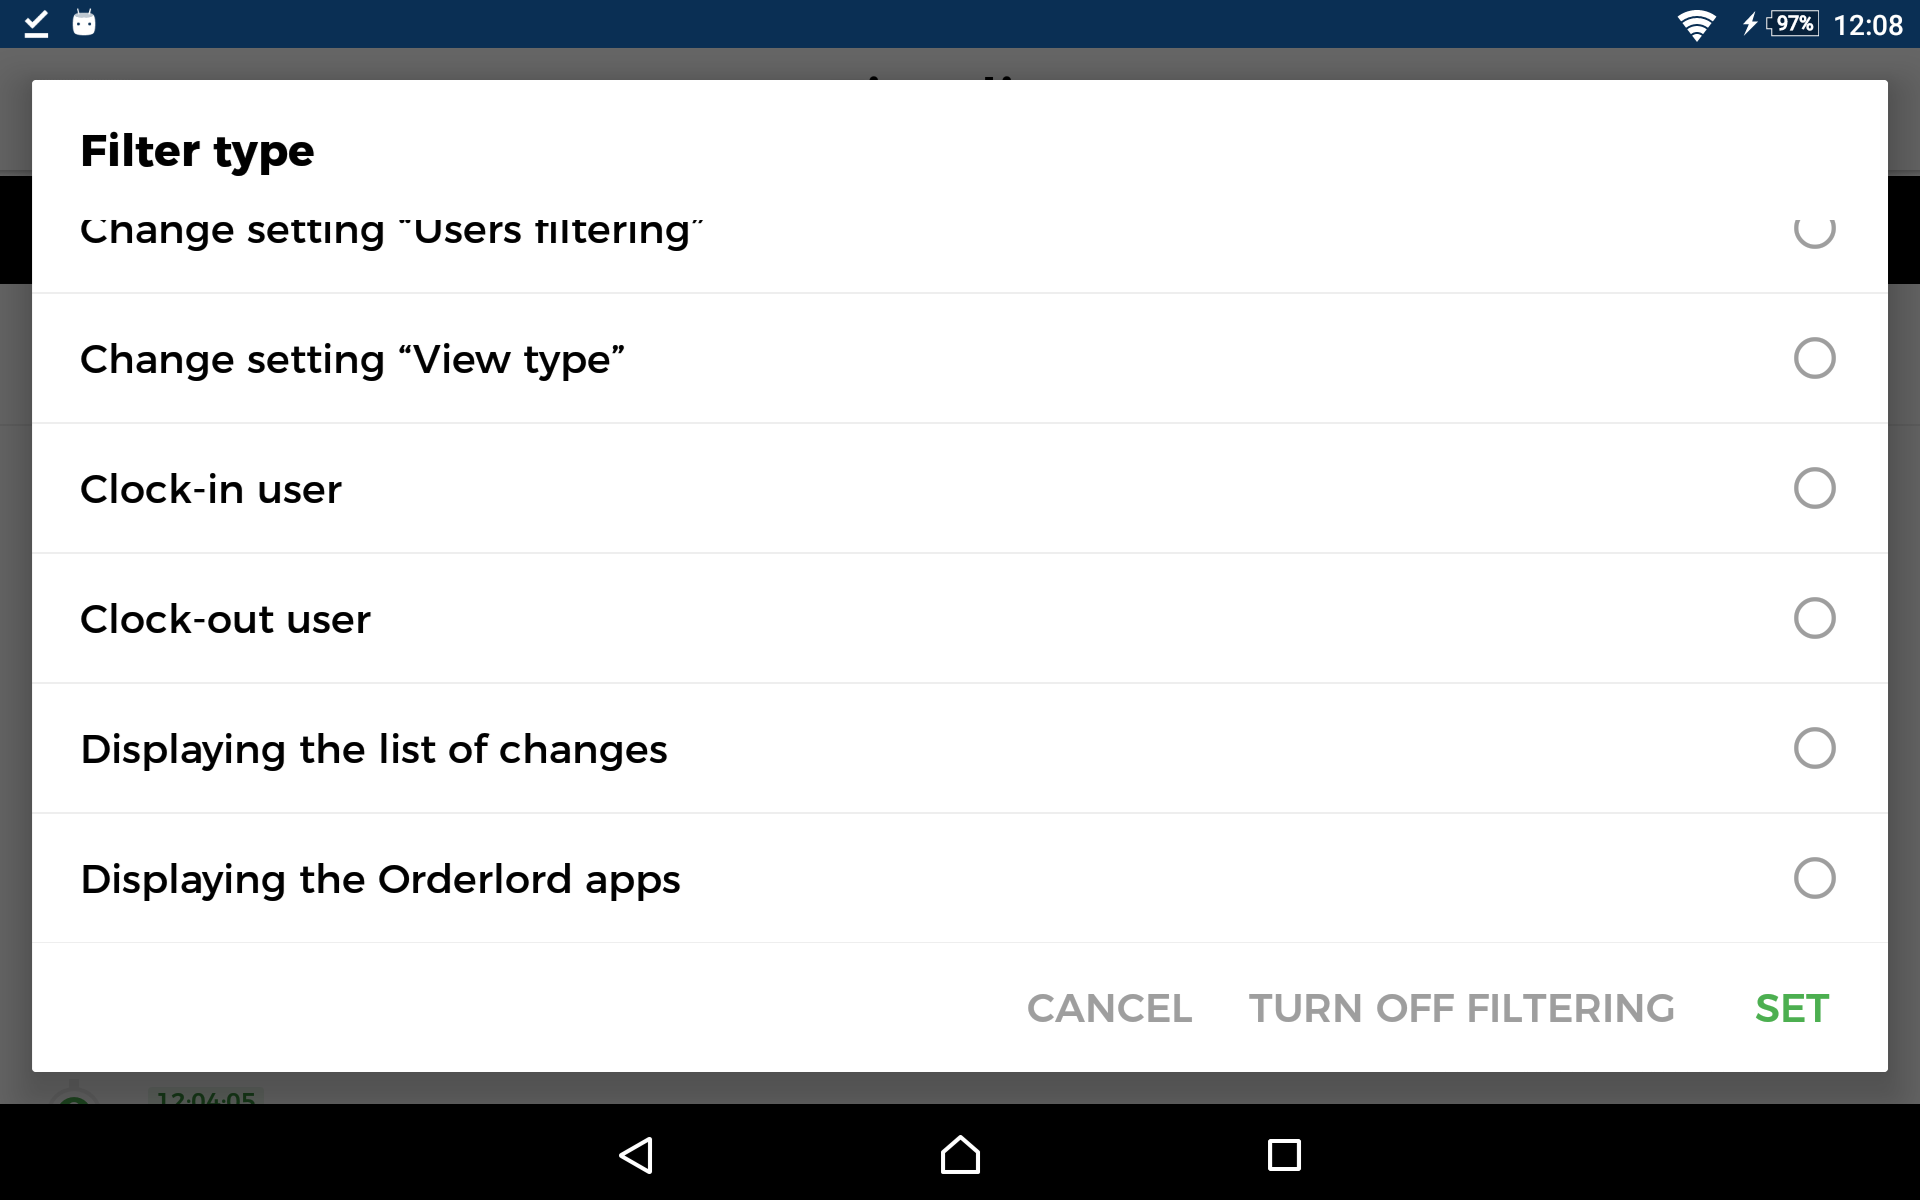 97% 12:08
Filter type
Change setting “Users filtering”
Change setting “View type”
Clock-in user
Clock-out user
Displaying the list of changes
Displaying the Orderlord apps
CANCEL TURN OFF FILTERING SET
12:04:05